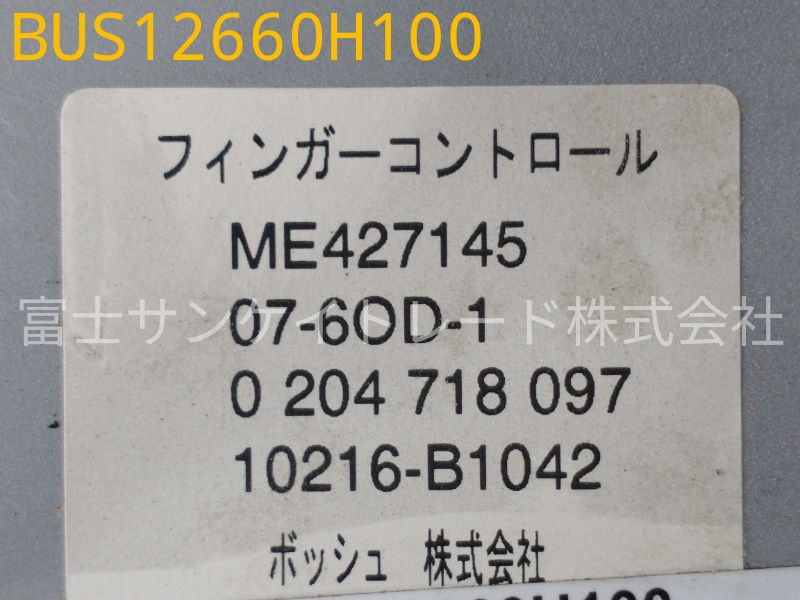 BUS12660H100
フィンガーコントロール
ME427145
富士サンケイトレード株式会社
07-6OD-1
0 204 718 097
10216-B1042
ボッシュ 株式会社